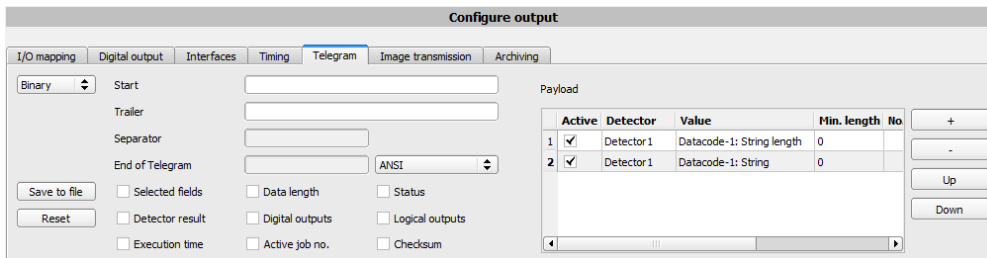 Configure output
I/O mapping Digital output Interfaces Timing Telegram Image transmission Archiving
Binary Start Payload
Trailer
Active Detector Value Min. length No. +
Separator
1 Detector1 Datacode-1: String length 0
-
End of Telegram ANSI
2 Detector1 Datacode-1: String 0
Save to file Selected fields Data length Status Up
Reset Detector result Digital outputs Logical outputs Down
Execution time Active job no. Checksum